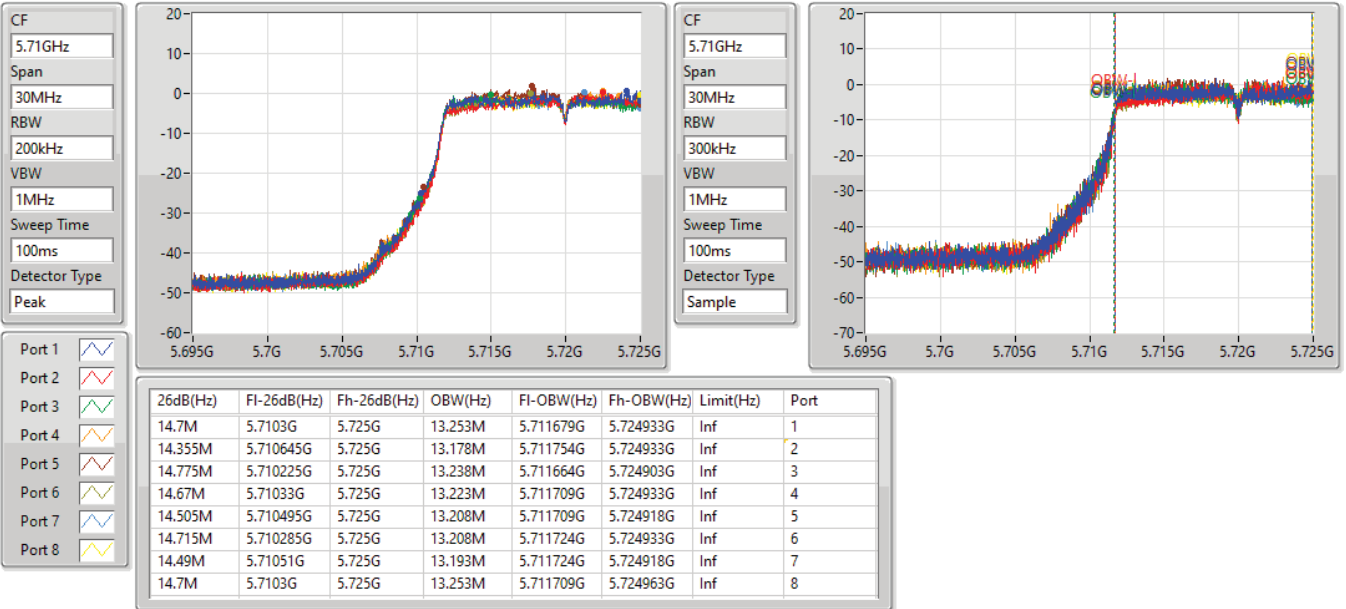 CF
5.71GHz
Span
30MHz
RBW
200kHz
VBW
1MHz
Sweep Time
100ms
Detector Type
Peak
20
10
0
-10
-20
-30
-40
-50
-60
5.695G 5.7G 5.705G 5.71G 5.715G 5.72G 5.725G
CF
5.71GHz
Span
30MHz
RBW
300kHz
VBW
1MHz
Sweep Time
100ms
Detector Type
Sample
20
10
0
-10
-20
-30
-40
-50
-60
-70
5.695G 5.7G 5.705G 5.71G 5.715G 5.72G 5.725G
Port 1
Port 2
Port 3
Port 4
Port 5
Port 6
Port 7
Port 8
26dB(Hz) Fl-26dB(Hz) Fh-26dB(Hz) OBW(Hz) Fl-OBW(Hz) Fh-OBW(Hz) Limit(Hz) Port
14.7M 5.7103G 5.725G 13.253M 5.711679G 5.724933G Inf 1
14.355M 5.710645G 5.725G 13.178M 5.711754G 5.724933G Inf 2
14.775M 5.710225G 5.725G 13.238M 5.711664G 5.724903G Inf 3
14.67M 5.71033G 5.725G 13.223M 5.711709G 5.724933G Inf 4
14.505M 5.710495G 5.725G 13.208M 5.711709G 5.724918G Inf 5
14.715M 5.710285G 5.725G 13.208M 5.711724G 5.724933G Inf 6
14.49M 5.71051G 5.725G 13.193M 5.711724G 5.724918G Inf 7
14.7M 5.7103G 5.725G 13.253M 5.711709G 5.724963G Inf 8